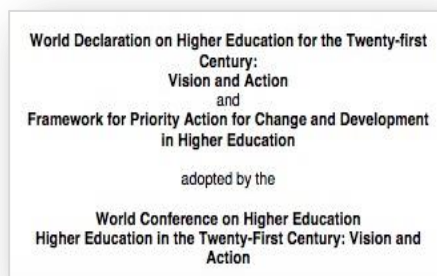 World Declaration on Higher Education for the Twenty-first
Century:
Vision and Action
and
Framework for Priority Action for Change and Development
in Higher Education
adopted by the
World Conference on Higher Education
Higher Education in the Twenty-First Century: Vision and
Action